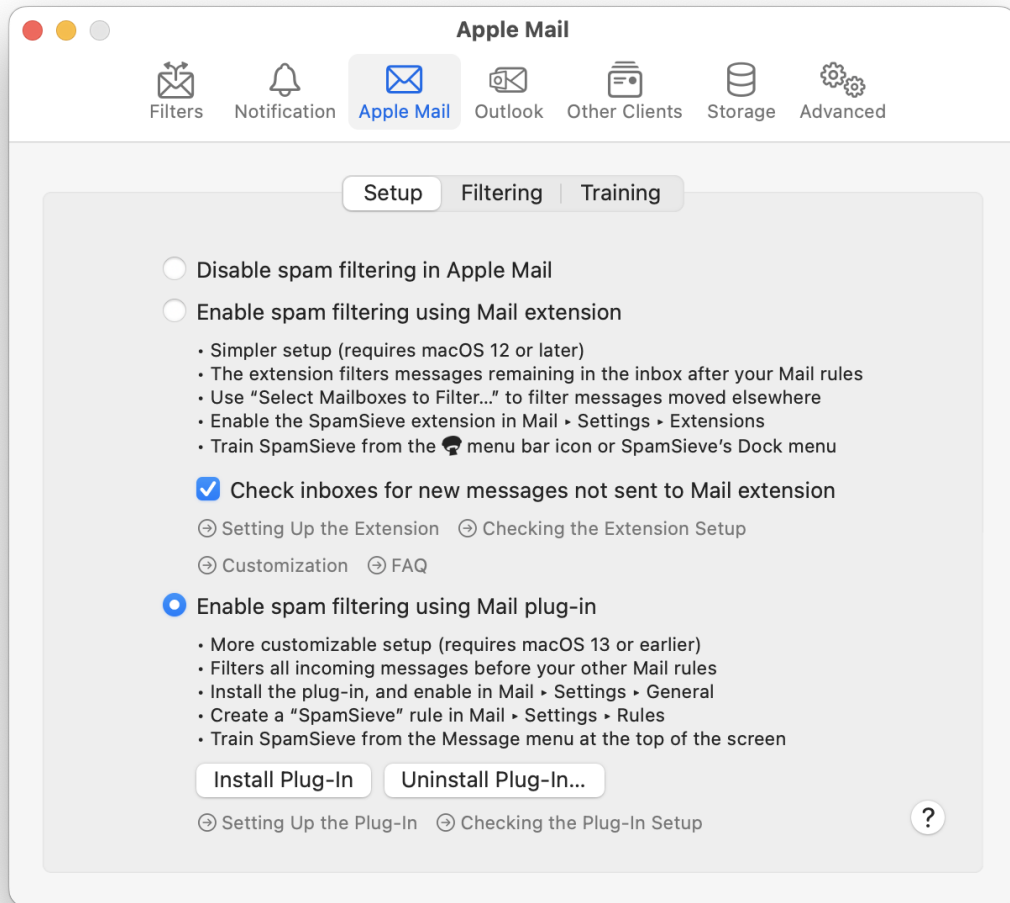 Apple Mail
Filters Notification Apple Mail Outlook Other Clients Storage Advanced
Setup Filtering Training
Disable spam filtering in Apple Mail
Enable spam filtering using Mail extension
• Simpler setup (requires macOS 12 or later)
• The extension filters messages remaining in the inbox after your Mail rules
• Use “Select Mailboxes to Filter…” to filter messages moved elsewhere
• Enable the SpamSieve extension in Mail ▸ Settings ▸ Extensions
• Train SpamSieve from the menu bar icon or SpamSieve’s Dock menu
Check inboxes for new messages not sent to Mail extension
Setting Up the Extension Checking the Extension Setup
Customization FAQ
Enable spam filtering using Mail plug-in
• More customizable setup (requires macOS 13 or earlier)
• Filters all incoming messages before your other Mail rules
• Install the plug-in, and enable in Mail ▸ Settings ▸ General
• Create a “SpamSieve” rule in Mail ▸ Settings ▸ Rules
• Train SpamSieve from the Message menu at the top of the screen
Install Plug-In Uninstall Plug-In…
Setting Up the Plug-In Checking the Plug-In Setup ?